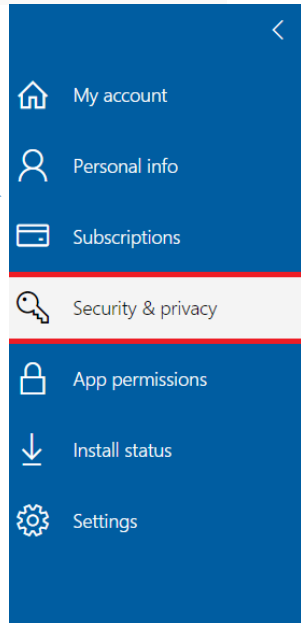 My account
Personal info
Subscriptions
Security & privacy
App permissions
Install status
Settings